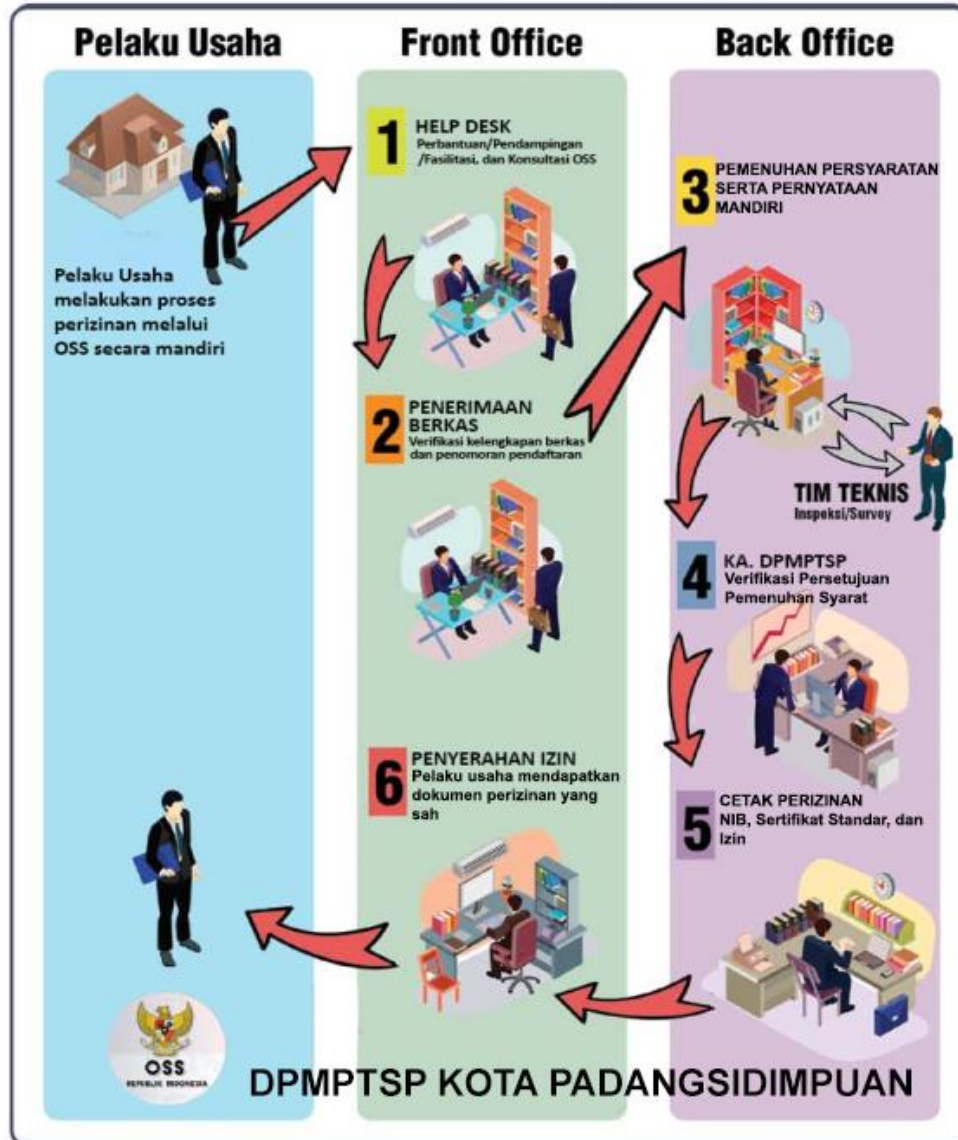 Pelaku Usaha
Front Office
Back Office
Pelaku Usaha
melakukan proses
perizinan melalui
OSS secara mandiri
1
HELP DESK
Perbantuan/Pendampingan
/Fasilitasi, dan Konsultasi OSS
2
PENERIMAAN
BERKAS
Verifikasi kelengkapan berkas
dan penomoran pendaftaran
3
PEMENUHAN PERSYARATAN
SERTA PERNYATAAN
MANDIRI
TIM TEKNIS
Inspeksi/Survey
4
KA. DPMPTSP
Verifikasi Persetujuan
Pemenuhan Syarat
5
CETAK PERIZINAN
NIB, Sertifikat Standar, dan
Izin
6
PENYERAHAN IZIN
Pelaku usaha mendapatkan
dokumen perizinan yang
sah
OSS
REPUBLIK INDONESIA
DPMPTSP KOTA PADANGSIDIMPUAN